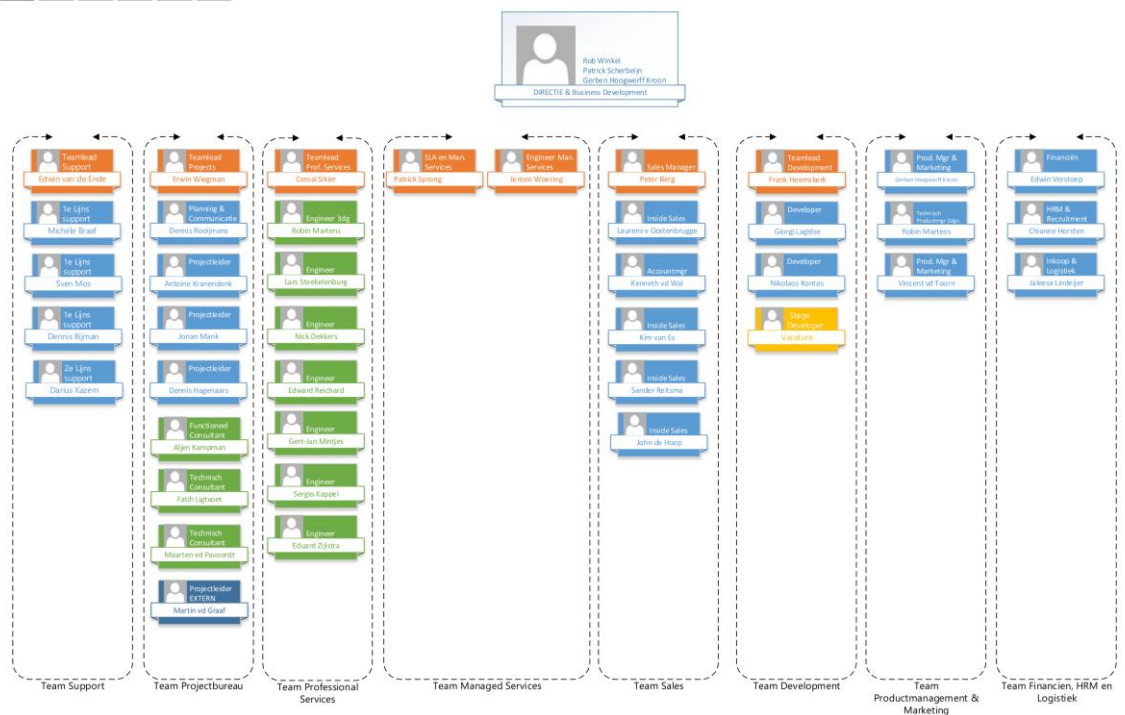 Rob Winkel
Patrick Scherbeijn
Gerben Hoogwerff Kroon
DIRECTIE & Business Development
Teamlead
Support
Edwin van de Ende
1e Lijns
support
Michèle Braaf
1e Lijns
support
Sven Mos
1e Lijns
support
Dennis Bijman
2e Lijns
support
Darius Kazem
Team Support
Teamlead
Projects
Erwin Wiegman
Planning &
Communicatie
Dennis Rooijmans
Projectleider
Antoine Kranendonk
Projectleider
Jonan Mank
Projectleider
Dennis Hagenaars
Functioneel
Consultant
Aljen Kampman
Technisch
Consultant
Fatih Ligtvoet
Technisch
Consultant
Maarten vd Pavoordt
Projectleider
EXTERN
Martin vd Graaf
Team Projectbureau
Teamlead
Prof. Services
Cemal Sikier
Engineer 3dg
Robin Martens
Engineer
Lars Steekelenburg
Engineer
Nick Dekkers
Engineer
Edward Reichard
Engineer
Gert-Jan Mintjes
Engineer
Sergio Kappel
Engineer
Eduard Zijlstra
Team Professional
Services
SLA en Man.
Services
Patrick Sprong
Engineer Man.
Services
Jeroen Woering
Team Managed Services
Sales Manager
Peter Berg
Inside Sales
Laurens v Oostenbrugge
Accountmgr
Kenneth vd Wal
Inside Sales
Kim van Es
Inside Sales
Sander Reitsma
Inside Sales
John de Hoop
Team Sales
Teamlead
Development
Frank Heemskerk
Developer
Giorgi Logidse
Developer
Nikolaos Kontos
Stage
Developer
Vacature
Team Development
Prod. Mgr &
Marketing
Gerben Hoogwerff Kroon
Technisch
Productmgr 2dgn
Robin Martens
Prod. Mgr &
Marketing
Vincent vd Toorn
Team
Productmanagement &
Marketing
Financiën
Edwin Verstoep
HRM &
Recruitment
Chianne Horsten
Inkoop &
Logistiek
Jaleesa Lindeijer
Team Financien, HRM en
Logistiek